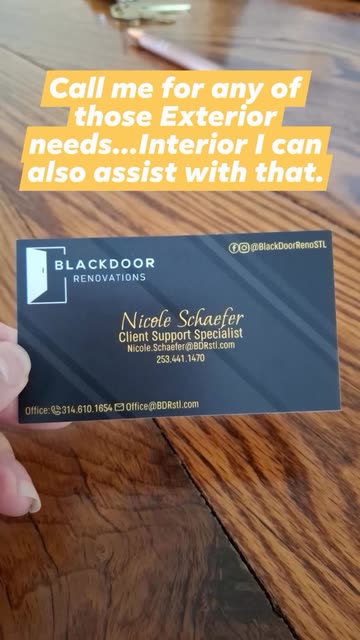 Call me for any of
those Exterior
needs...Interior I can
also assist with that.
BLACKDOOR
RENOVATIONS
@BlackDoorRenoSTL
Nicole Schaefer
Client Support Specialist
Nicole.Schaefer@BDRstl.com
253.441.1470
Office: 314.610.1654 Office@BDRstl.com